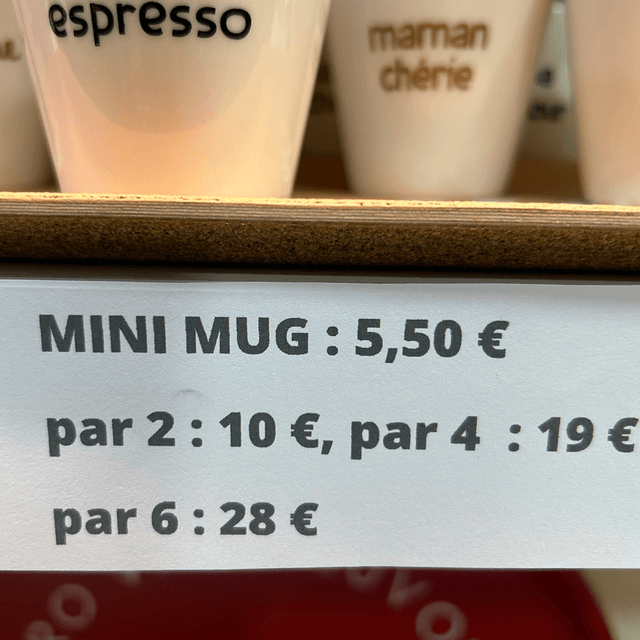 espresso
maman
chérie
MINI MUG : 5,50 €
par 2 : 10 €, par 4 : 19 €
par 6 : 28 €